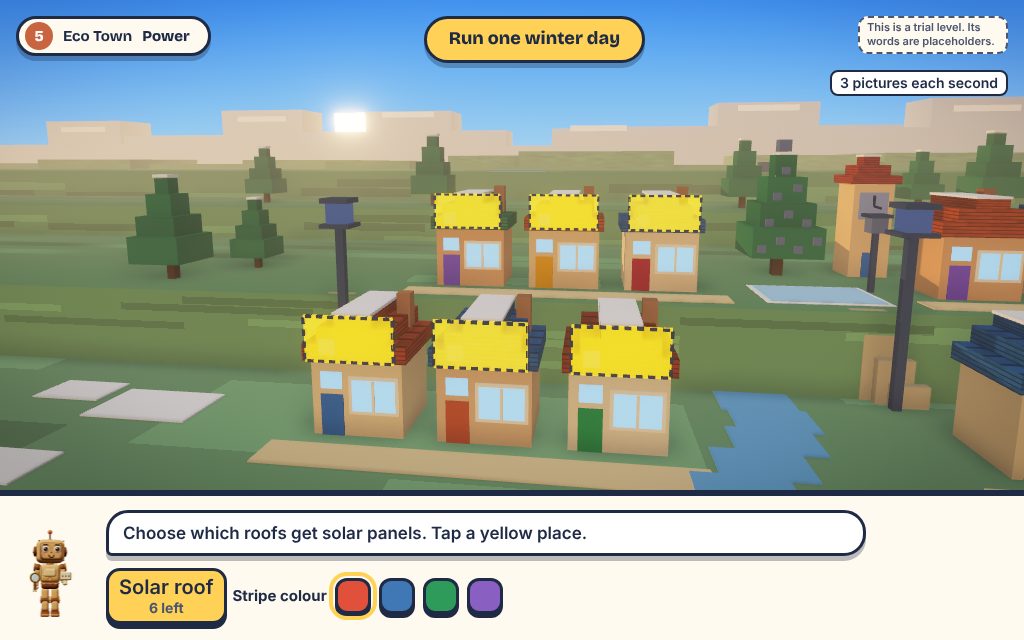 5 Eco Town Power
Run one winter day
This is a trial level. Its
words are placeholders.
3 pictures each second
Choose which roofs get solar panels. Tap a yellow place.
Solar roof
6 left
Stripe colour